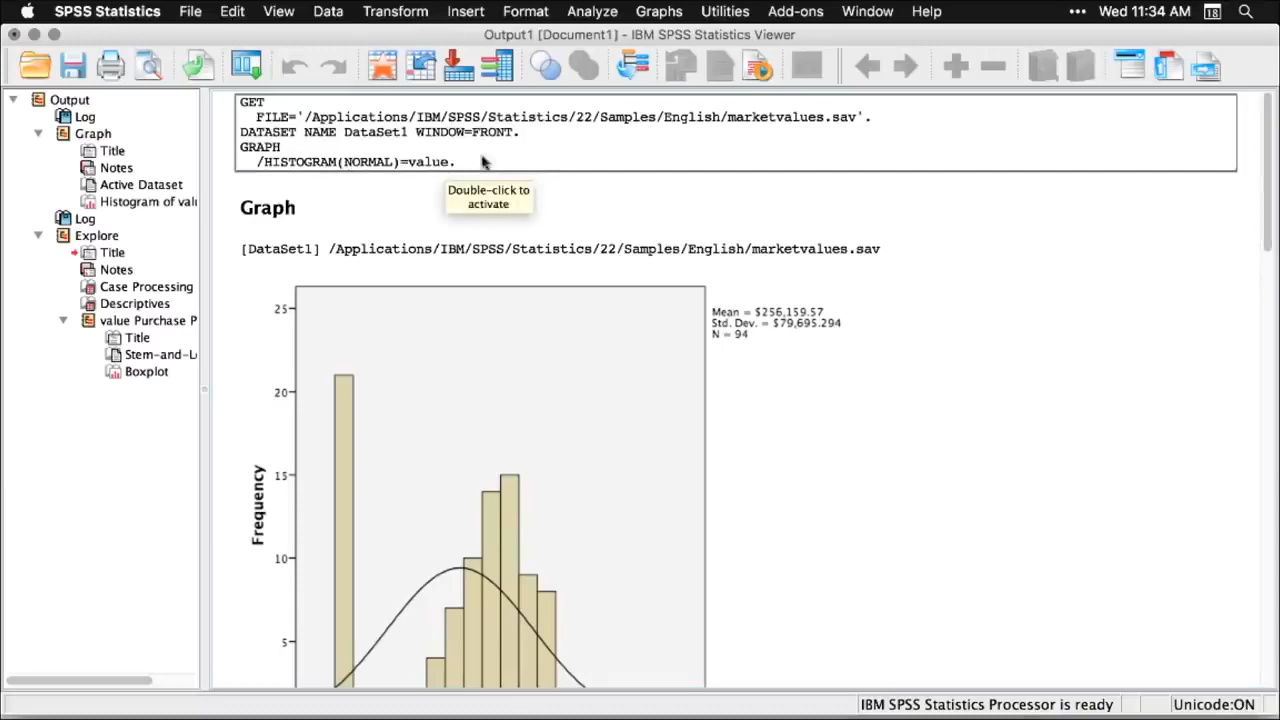 SPSS Statistics File Edit View Data Transform Insert Format Analyze Graphs Utilities Add-ons Window Help ••• Wed 11:34 AM 18
Output1 [Document1] - IBM SPSS Statistics Viewer
Output
Log
Graph
Title
Notes
Active Dataset
Histogram of valu
Log
Explore
Title
Notes
Case Processing
Descriptives
value Purchase P
Title
Stem-and-Le
Boxplot
GET
FILE='/Applications/IBM/SPSS/Statistics/22/Samples/English/marketvalues.sav'.
DATASET NAME DataSet1 WINDOW=FRONT.
GRAPH
/HISTOGRAM(NORMAL)=value.
Double-click to
activate
Graph
[DataSet1] /Applications/IBM/SPSS/Statistics/22/Samples/English/marketvalues.sav
25
20
15
10
5
Frequency
Mean = $256,159.57
Std. Dev. = $79,695.294
N = 94
IBM SPSS Statistics Processor is ready
Unicode:ON